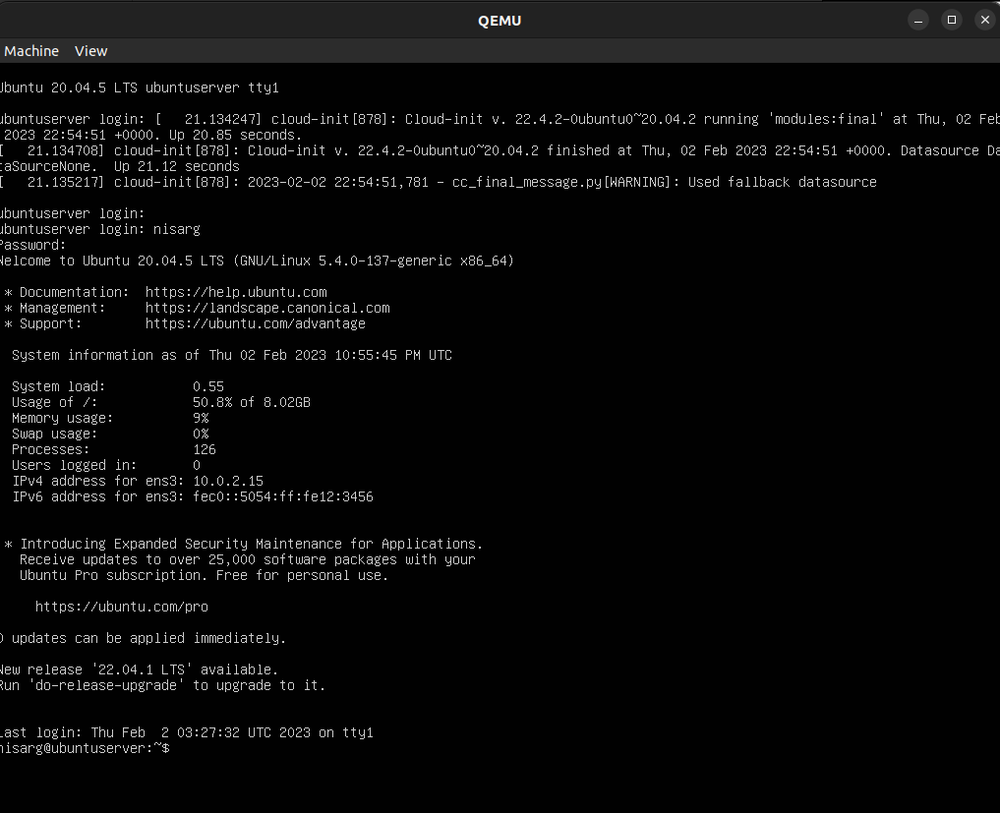 QEMU
Machine View
Ubuntu 20.04.5 LTS ubuntuserver tty1
ubuntuserver login: [   21.134247] cloud-init[878]: Cloud-init v. 22.4.2-0ubuntu0~20.04.2 running 'modules:final' at Thu, 02 Feb
 2023 22:54:51 +0000. Up 20.85 seconds.
[   21.134708] cloud-init[878]: Cloud-init v. 22.4.2-0ubuntu0~20.04.2 finished at Thu, 02 Feb 2023 22:54:51 +0000. Datasource Da
taSourceNone.  Up 21.12 seconds
[   21.135217] cloud-init[878]: 2023-02-02 22:54:51,781 - cc_final_message.py[WARNING]: Used fallback datasource
ubuntuserver login:
ubuntuserver login: nisarg
Password:
Welcome to Ubuntu 20.04.5 LTS (GNU/Linux 5.4.0-137-generic x86_64)
 * Documentation:  https://help.ubuntu.com
 * Management:     https://landscape.canonical.com
 * Support:        https://ubuntu.com/advantage
  System information as of Thu 02 Feb 2023 10:55:45 PM UTC
  System load:           0.55
  Usage of /:            50.8% of 8.02GB
  Memory usage:          9%
  Swap usage:            0%
  Processes:             126
  Users logged in:       0
  IPv4 address for ens3: 10.0.2.15
  IPv6 address for ens3: fec0::5054:ff:fe12:3456
 * Introducing Expanded Security Maintenance for Applications.
   Receive updates to over 25,000 software packages with your
   Ubuntu Pro subscription. Free for personal use.
     https://ubuntu.com/pro
0 updates can be applied immediately.
New release '22.04.1 LTS' available.
Run 'do-release-upgrade' to upgrade to it.
Last login: Thu Feb  2 03:27:32 UTC 2023 on tty1
nisarg@ubuntuserver:~$